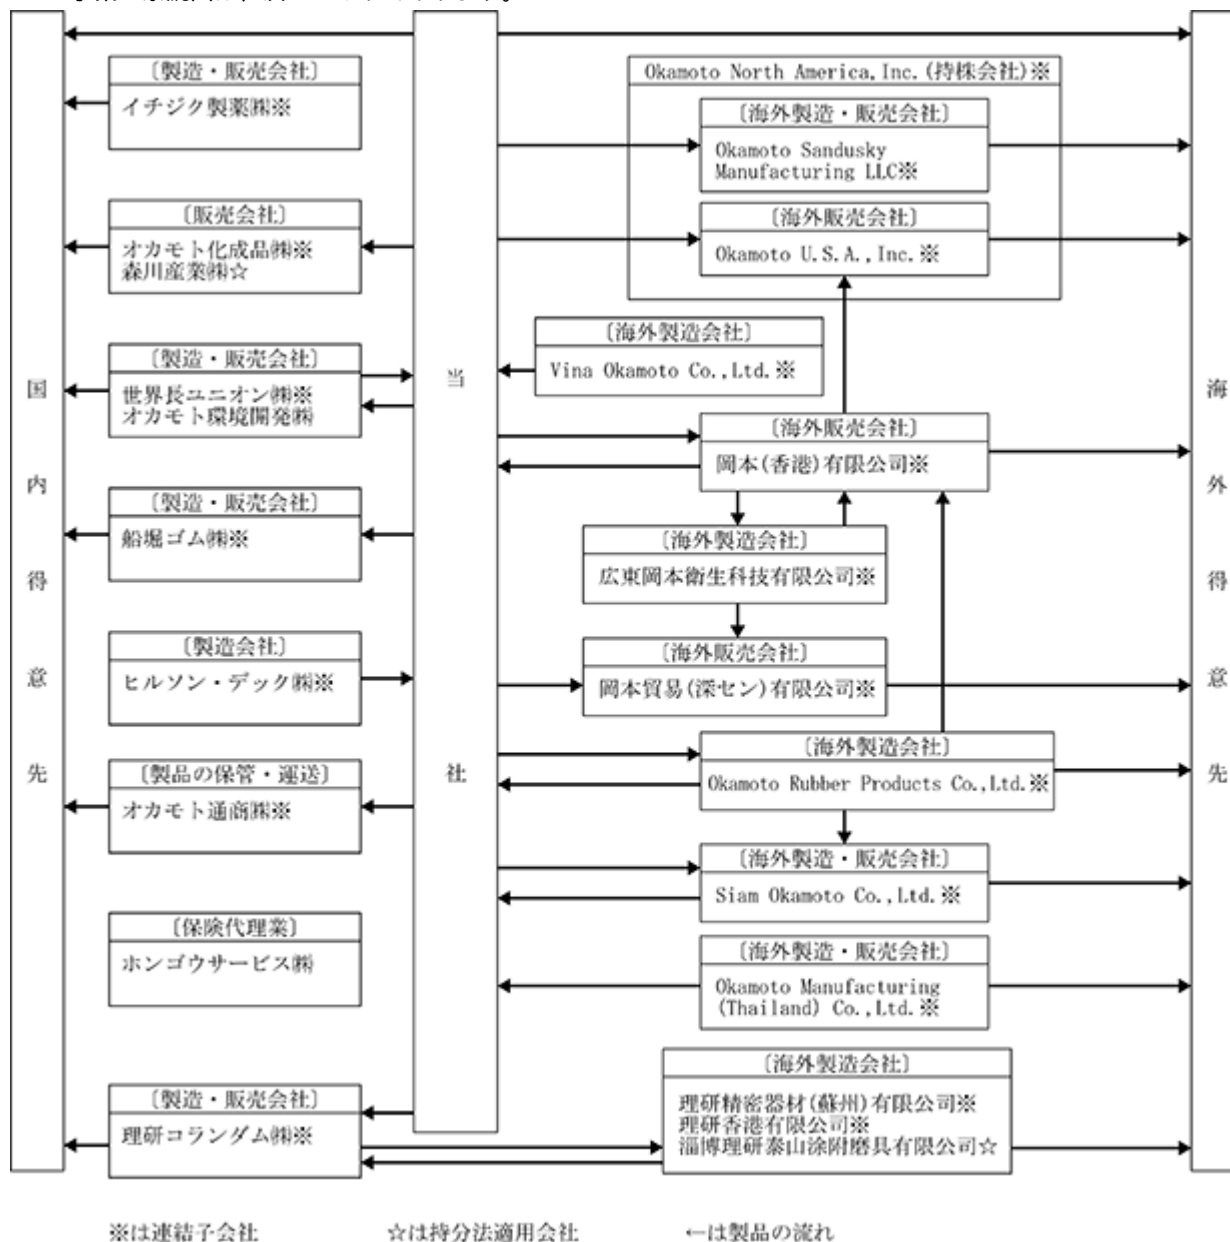 国内得意先
当社
海外得意先
〔製造・販売会社〕
イチジク製薬㈱※
〔販売会社〕
オカモト化成品㈱※
森川産業㈱☆
〔製造・販売会社〕
世界長ユニオン㈱※
オカモト環境開発㈱
〔製造・販売会社〕
船堀ゴム㈱※
〔製造会社〕
ヒルソン・デック㈱※
〔製品の保管・運送〕
オカモト通商㈱※
〔保険代理業〕
ホンゴウサービス㈱
〔製造・販売会社〕
理研コランダム㈱※
Okamoto North America,Inc.(持株会社)※
〔海外製造・販売会社〕
Okamoto Sandusky
Manufacturing LLC※
〔海外販売会社〕
Okamoto U.S.A.,Inc.※
〔海外製造会社〕
Vina Okamoto Co.,Ltd.※
〔海外販売会社〕
岡本(香港)有限公司※
〔海外製造会社〕
広東岡本衛生科技有限公司※
〔海外販売会社〕
岡本貿易(深セン)有限公司※
〔海外製造会社〕
Okamoto Rubber Products Co.,Ltd.※
〔海外製造・販売会社〕
Siam Okamoto Co.,Ltd.※
〔海外製造・販売会社〕
Okamoto Manufacturing
(Thailand) Co.,Ltd.※
〔海外製造会社〕
理研精密器材(蘇州)有限公司※
理研香港有限公司※
淄博理研泰山涂附磨具有限公司☆
※は連結子会社
☆は持分法適用会社
←は製品の流れ